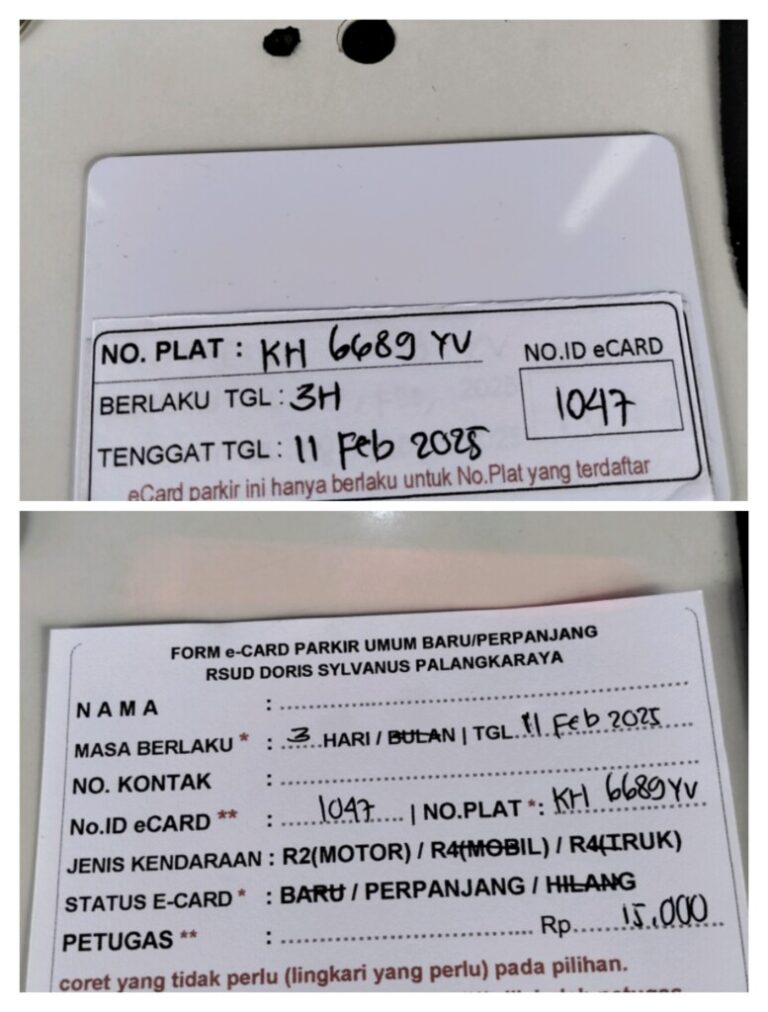 NO. PLAT : KH 6689 YV
NO.ID eCARD
BERLAKU TGL : 3H
1047
TENGGAT TGL : 11 Feb 2025
eCard parkir ini hanya berlaku untuk No.Plat yang terdaftar
FORM e-CARD PARKIR UMUM BARU/PERPANJANG
RSUD DORIS SYLVANUS PALANGKARAYA
NAMA : ..........
MASA BERLAKU * : 3 HARI / BULAN | TGL. 11 Feb 2025
NO. KONTAK : ..........
No.ID eCARD ** : 1047 | NO.PLAT *: KH 6689 YV
JENIS KENDARAAN : R2(MOTOR) / R4(MOBIL) / R4(TRUK)
STATUS E-CARD * : BARU / PERPANJANG / HILANG
PETUGAS ** : .......... Rp. 15.000
coret yang tidak perlu (lingkari yang perlu) pada pilihan.